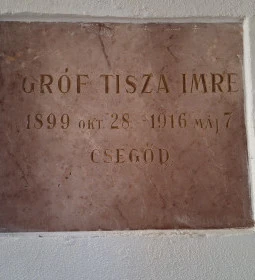 GRÓF TISZA IMRE
1899 OKT 28.-1916 MÁJ 7
CSEGŐD